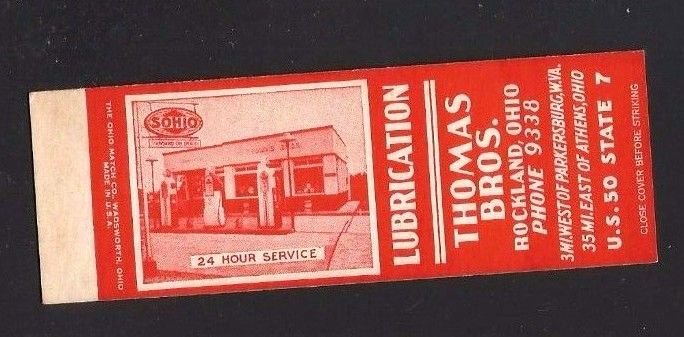 THE OHIO MATCH CO., WADSWORTH, OHIO
MADE IN U.S.A.
SOHIO
THOMAS BROS.
24 HOUR SERVICE
LUBRICATION
THOMAS
BROS.
ROCKLAND, OHIO
PHONE 9338
3 MI. WEST OF PARKERSBURG, W.VA.
35 MI. EAST OF ATHENS, OHIO
U.S. 50 STATE 7
CLOSE COVER BEFORE STRIKING